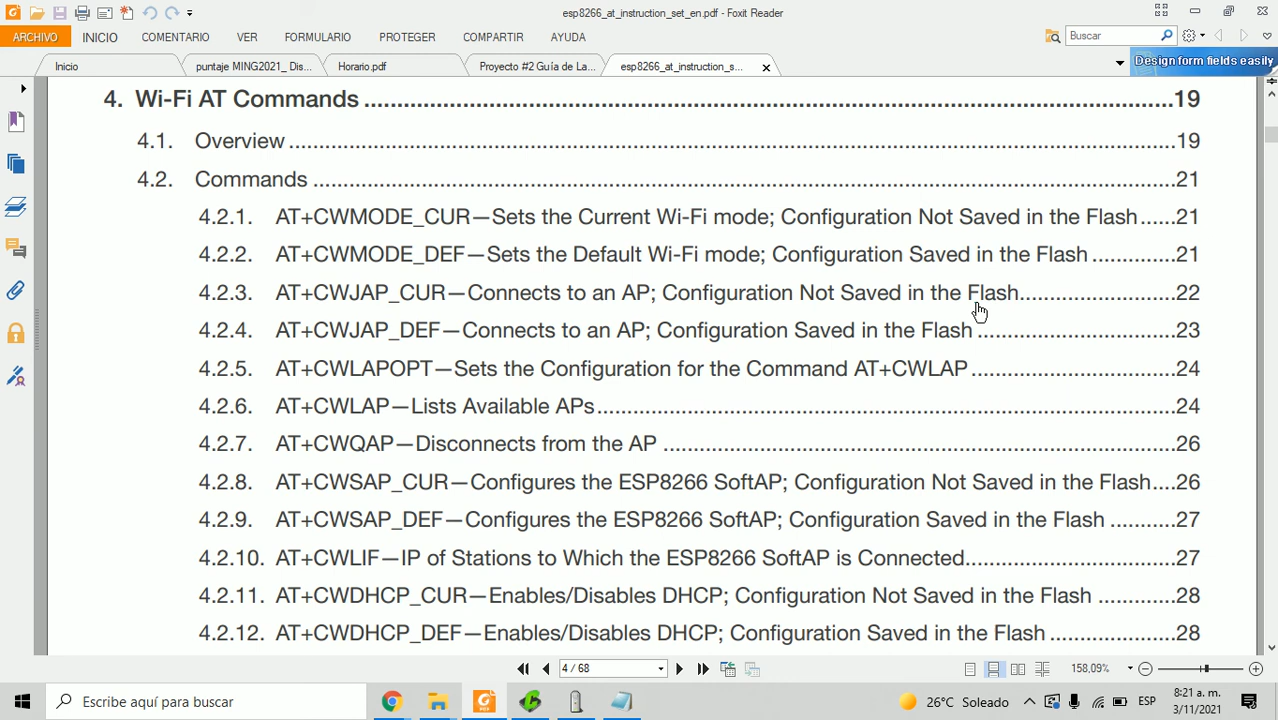 esp8266_at_instruction_set_en.pdf - Foxit Reader
ARCHIVO INICIO COMENTARIO VER FORMULARIO PROTEGER COMPARTIR AYUDA Buscar
Inicio puntaje MING2021_ Dis... Horario.pdf Proyecto #2 Guía de La... esp8266_at_instruction_s... Design form fields easily
4. Wi-Fi AT Commands ........................................................................................19
4.1. Overview ........................................................................................19
4.2. Commands ........................................................................................21
4.2.1. AT+CWMODE_CUR—Sets the Current Wi-Fi mode; Configuration Not Saved in the Flash......21
4.2.2. AT+CWMODE_DEF—Sets the Default Wi-Fi mode; Configuration Saved in the Flash .............21
4.2.3. AT+CWJAP_CUR—Connects to an AP; Configuration Not Saved in the Flash........................22
4.2.4. AT+CWJAP_DEF—Connects to an AP; Configuration Saved in the Flash ..............................23
4.2.5. AT+CWLAPOPT—Sets the Configuration for the Command AT+CWLAP ..............................24
4.2.6. AT+CWLAP—Lists Available APs........................................................................................24
4.2.7. AT+CWQAP—Disconnects from the AP ..............................................................................26
4.2.8. AT+CWSAP_CUR—Configures the ESP8266 SoftAP; Configuration Not Saved in the Flash....26
4.2.9. AT+CWSAP_DEF—Configures the ESP8266 SoftAP; Configuration Saved in the Flash ..........27
4.2.10. AT+CWLIF—IP of Stations to Which the ESP8266 SoftAP is Connected................................27
4.2.11. AT+CWDHCP_CUR—Enables/Disables DHCP; Configuration Not Saved in the Flash ............28
4.2.12. AT+CWDHCP_DEF—Enables/Disables DHCP; Configuration Saved in the Flash ...................28
4 / 68 158,09%
Escribe aquí para buscar 26°C Soleado ESP 8:21 a. m.
3/11/2021